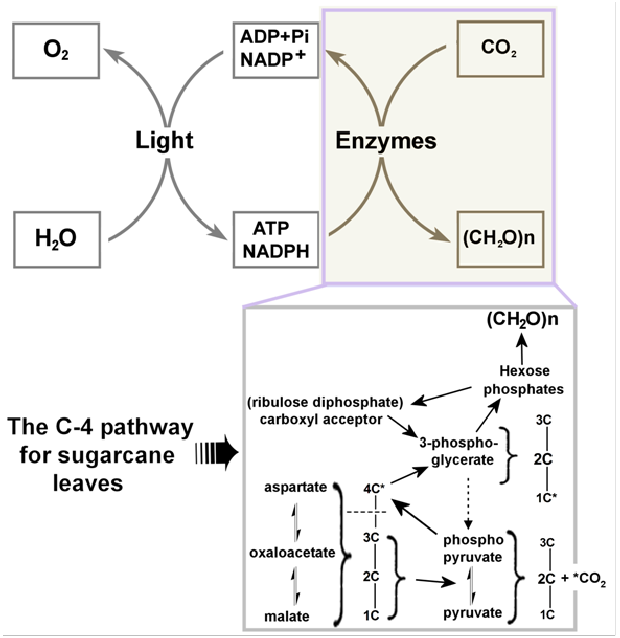 O₂
ADP+Pi
NADP⁺
CO₂
Light
Enzymes
H₂O
ATP
NADPH
(CH₂O)n
(CH₂O)n
Hexose
phosphates
(ribulose diphosphate)
carboxyl acceptor
The C-4 pathway
for sugarcane
leaves
3-phospho-
glycerate
3C
2C
1C*
aspartate
4C*
oxaloacetate
3C
phospho
pyruvate
3C
2C
2C + *CO₂
malate
1C
pyruvate
1C